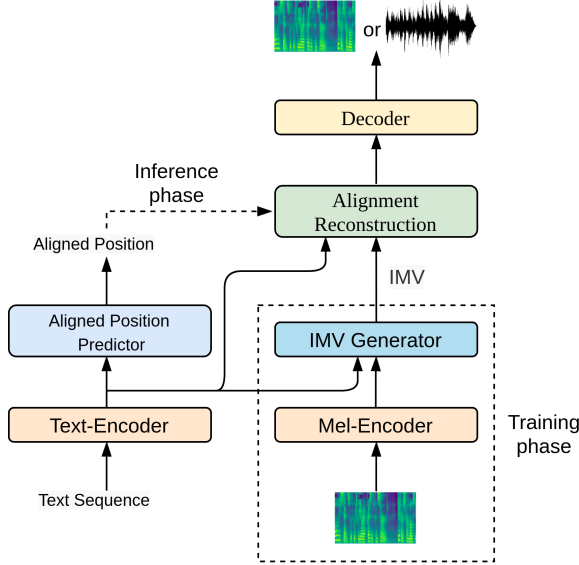 or
Decoder
Inference
phase
Alignment
Reconstruction
Aligned Position
IMV
Aligned Position
Predictor
IMV Generator
Text-Encoder
Mel-Encoder
Training
phase
Text Sequence